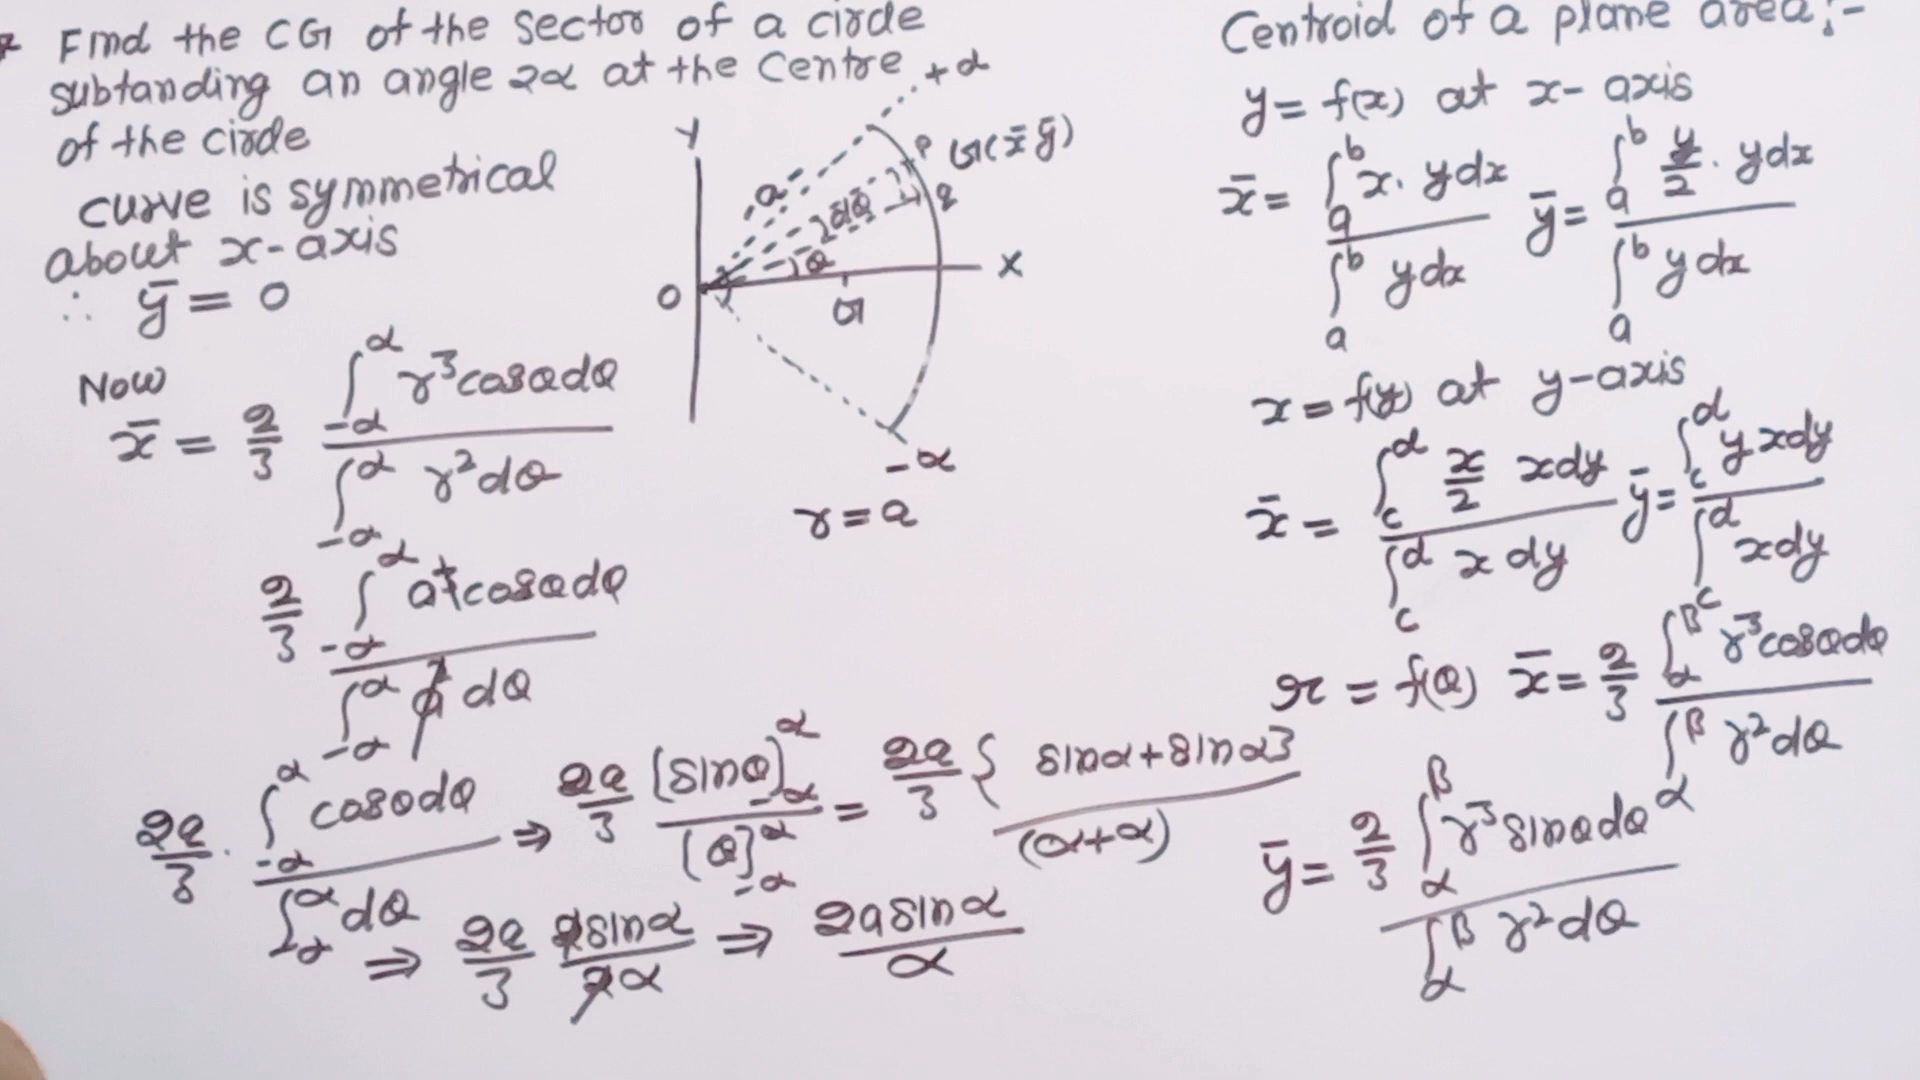 Find the CG of the sector of a circle
subtanding an angle 2α at the Centre
of the circle
curve is symmetrical
about x-axis
∴ ȳ = 0
Now
x̄ = 2/3 ∫_{-α}^{α} r³cosθdθ / ∫_{-α}^{α} r²dθ
2/3 ∫_{-α}^{α} a³cosθdθ / ∫_{-α}^{α} a² dθ
2a/3 . ∫_{-α}^{α} cosθdθ / ∫_{-α}^{α} dθ ⇒ 2a/3 [sinθ]_{-α}^{α} / [θ]_{-α}^{α} = 2a/3 { sinα+sinα} / (α+α)
⇒ 2a/3 2sinα/2α ⇒ 2asinα/α
Y
+α
a
P G(x̄ ȳ)
dθ
θ
O
G
X
-α
r = a
Centroid of a plane area:-
y = f(x) at x-axis
x̄ = ∫_a^b x. ydx / ∫_a^b ydx ȳ = ∫_a^b y/2 . ydx / ∫_a^b ydx
x = f(y) at y-axis
x̄ = ∫_c^d x/2 xdy / ∫_c^d x dy ȳ = ∫_c^d y xdy / ∫_c^d xdy
r = f(θ) x̄ = 2/3 ∫_α^β r³cosθdθ / ∫_α^β r²dθ
ȳ = 2/3 ∫_α^β r³sinθdθ / ∫_α^β r²dθ